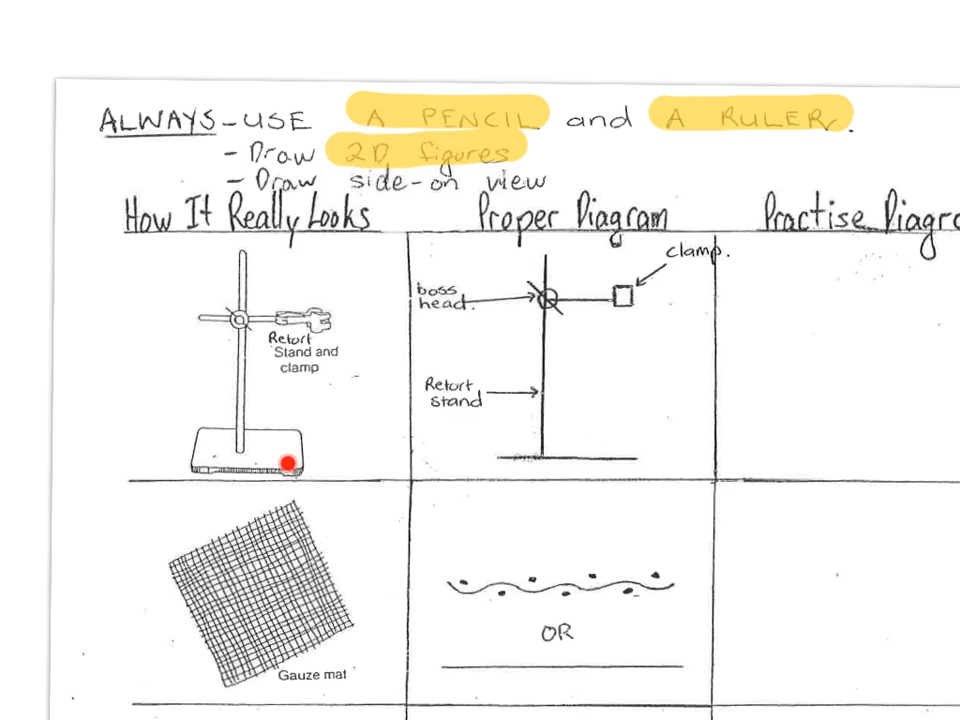 ALWAYS-USE A PENCIL and A RULER.
- Draw 2D figures
- Draw side-on view
How It Really Looks Proper Diagram Practise Diagra
clamp.
boss
head.
Retort
Stand and
clamp
Retort
stand
OR
Gauze mat